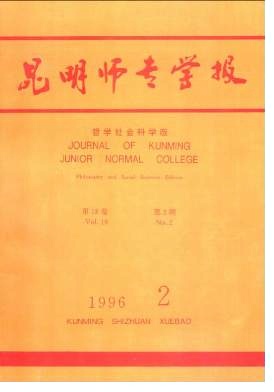 昆明师专学报
哲学社会科学版
JOURNAL OF KUNMING
JUNIOR NORMAL COLLEGE
Philosophy and Social Sciences Edition
第18卷 第2期
Vol.18 No.2
1996 2
KUNMING SHIZHUAN XUEBAO